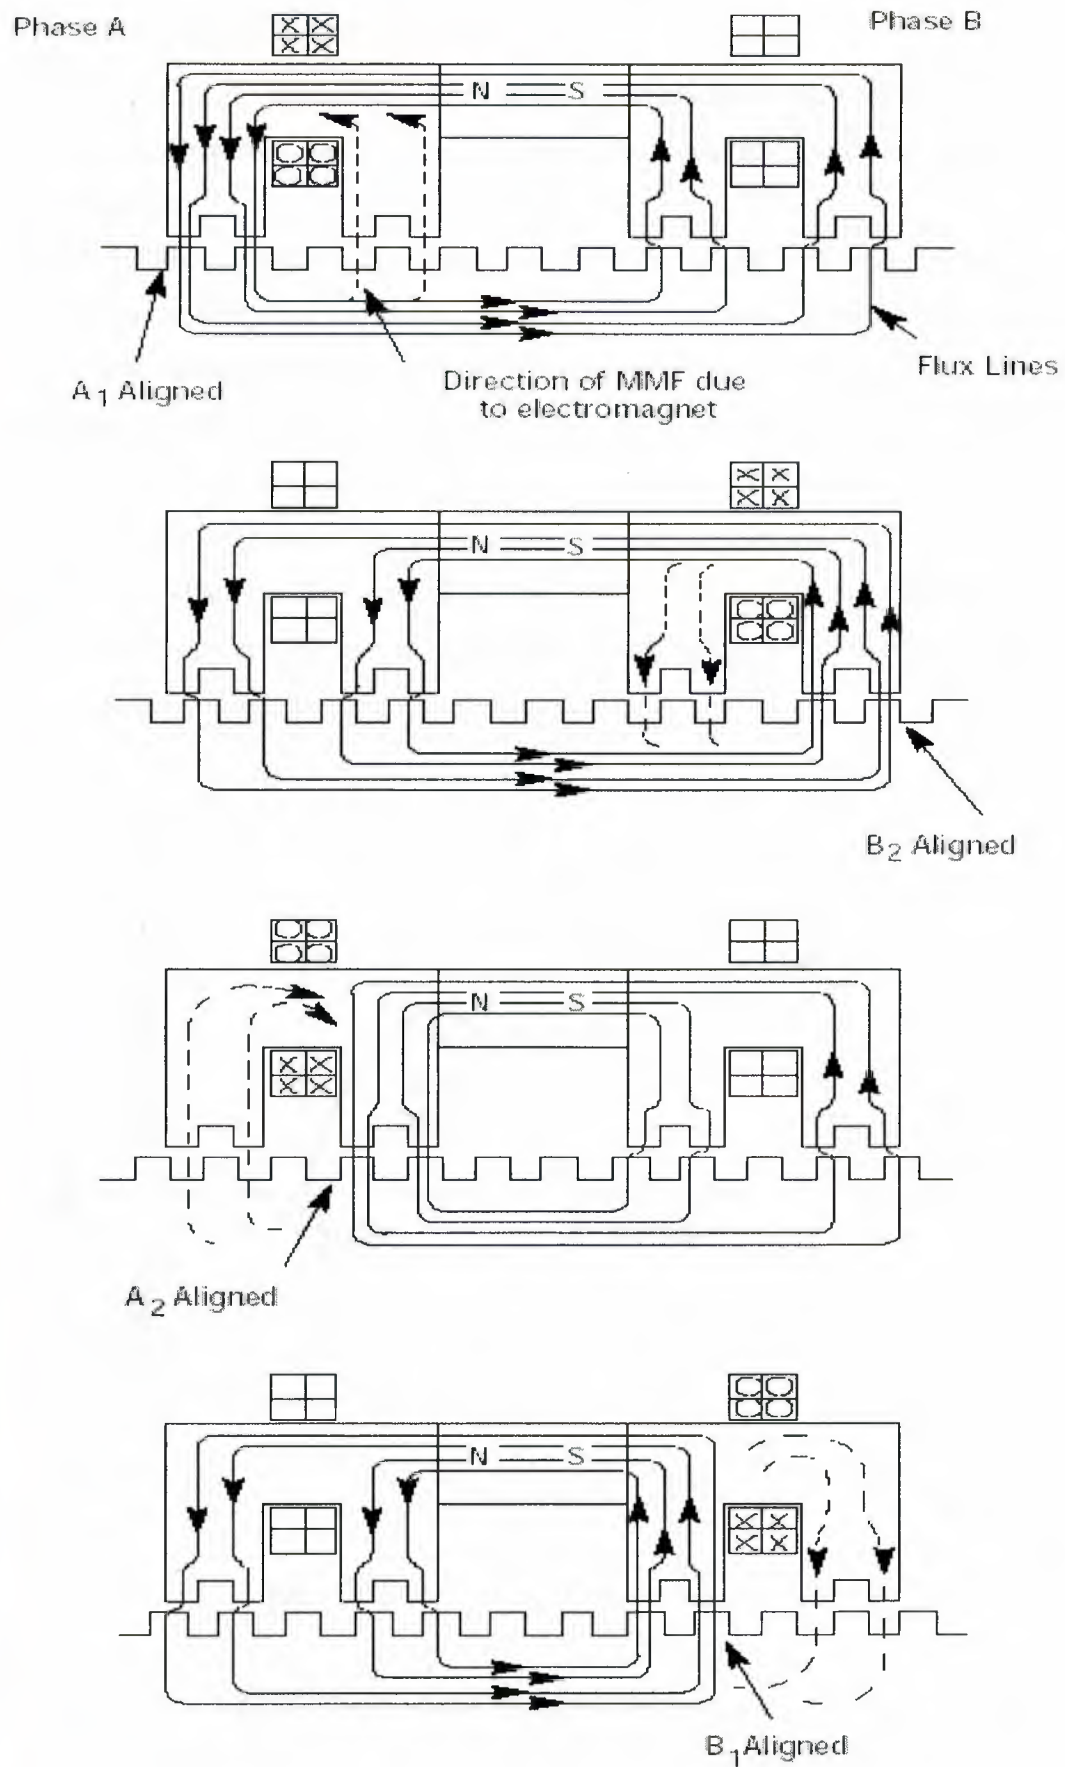 Phase A
Phase B
N S
A1 Aligned
Direction of MMF due
to electromagnet
Flux Lines
N S
B2 Aligned
N S
A2 Aligned
N S
B1 Aligned